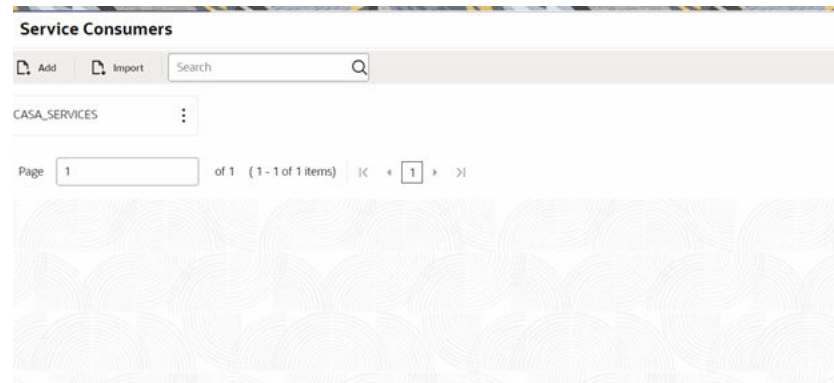 Service Consumers
Add Import Search
CASA_SERVICES
Page 1 of 1 (1 - 1 of 1 items) 1